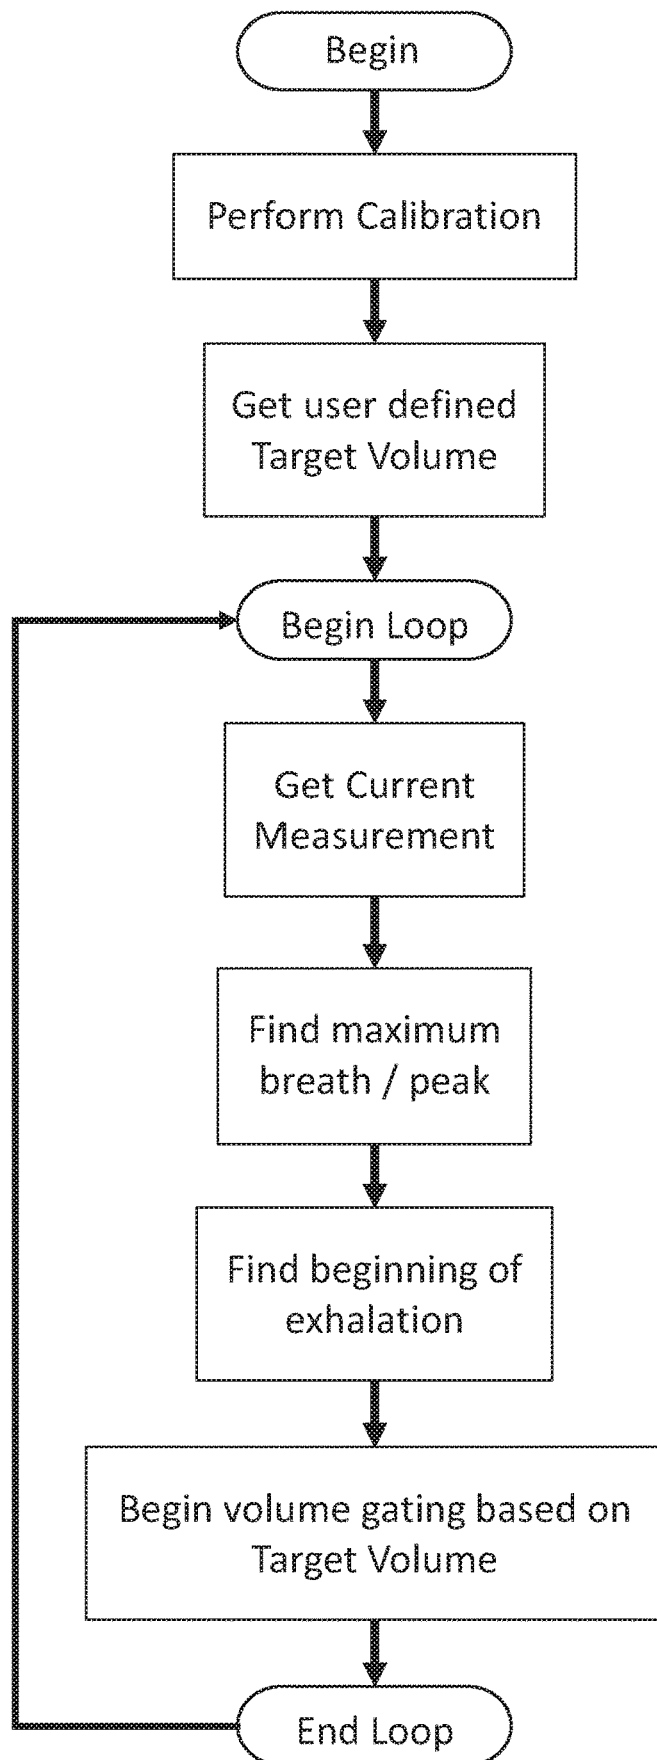 Begin
Perform Calibration
Get user defined
Target Volume
Begin Loop
Get Current
Measurement
Find maximum
breath / peak
Find beginning of
exhalation
Begin volume gating based on
Target Volume
End Loop